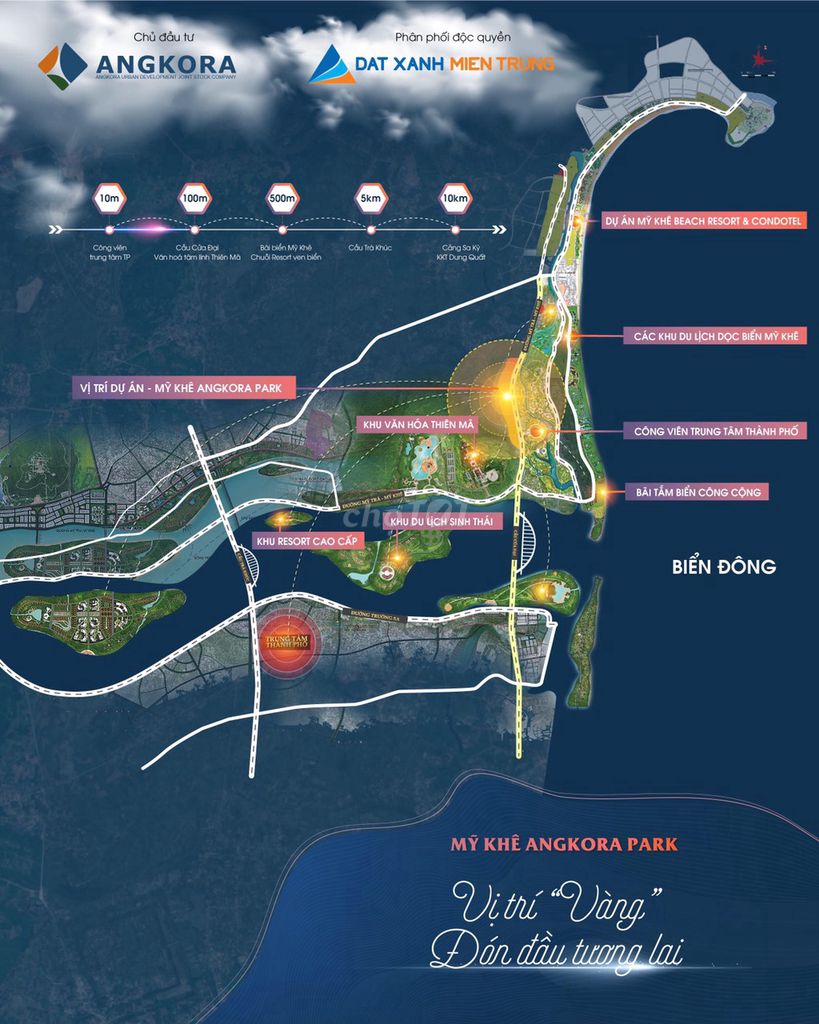 Chủ đầu tư
ANGKORA
ANGKORA URBAN DEVELOPMENT JOINT STOCK COMPANY
Phân phối độc quyền
DAT XANH MIEN TRUNG
10m
100m
500m
5km
10km
Công viên
trung tâm TP
Cầu Cửa Đại
Văn hoá tâm linh Thiên Mã
Bãi biển Mỹ Khê
Chuỗi Resort ven biển
Cầu Trà Khúc
Cảng Sa Kỳ
KKT Dung Quất
DỰ ÁN MỸ KHÊ BEACH RESORT & CONDOTEL
CÁC KHU DU LỊCH DỌC BIỂN MỸ KHÊ
VỊ TRÍ DỰ ÁN - MỸ KHÊ ANGKORA PARK
KHU VĂN HÓA THIÊN MÃ
CÔNG VIÊN TRUNG TÂM THÀNH PHỐ
BÃI TẮM BIỂN CÔNG CỘNG
ĐƯỜNG MỸ TRÀ - MỸ KHÊ
KHU DU LỊCH SINH THÁI
KHU RESORT CAO CẤP
BIỂN ĐÔNG
ĐƯỜNG TRƯỜNG SA
TRUNG TÂM
THÀNH PHỐ
MỸ KHÊ ANGKORA PARK
Vị trí “Vàng”
Đón đầu tương lai